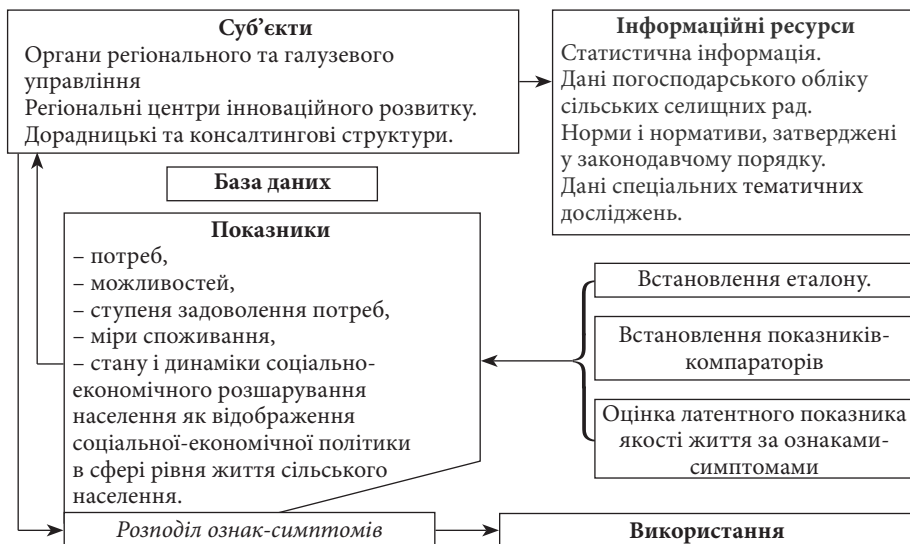 Суб’єкти
Органи регіонального та галузевого
управління
Регіональні центри інноваційного розвитку.
Дорадницькі та консалтингові структури.
Інформаційні ресурси
Статистична інформація.
Дані погосподарського обліку
сільських селищних рад.
Норми і нормативи, затверджені
у законодавчому порядку.
Дані спеціальних тематичних
досліджень.
База даних
Показники
– потреб,
– можливостей,
– ступеня задоволення потреб,
– міри споживання,
– стану і динаміки соціально-
економічного розшарування
населення як відображення
соціальної-економічної політики
в сфері рівня життя сільського
населення.
Встановлення еталону.
Встановлення показників-
компараторів
Оцінка латентного показника
якості життя за ознаками-
симптомами
Розподіл ознак-симптомів
Використання